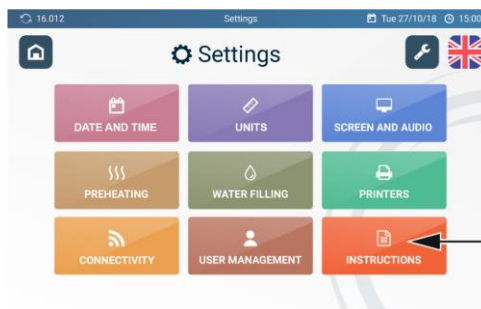 16.012 Settings Tue 27/10/18 15:00
Settings
DATE AND TIME UNITS SCREEN AND AUDIO
PREHEATING WATER FILLING PRINTERS
CONNECTIVITY USER MANAGEMENT INSTRUCTIONS